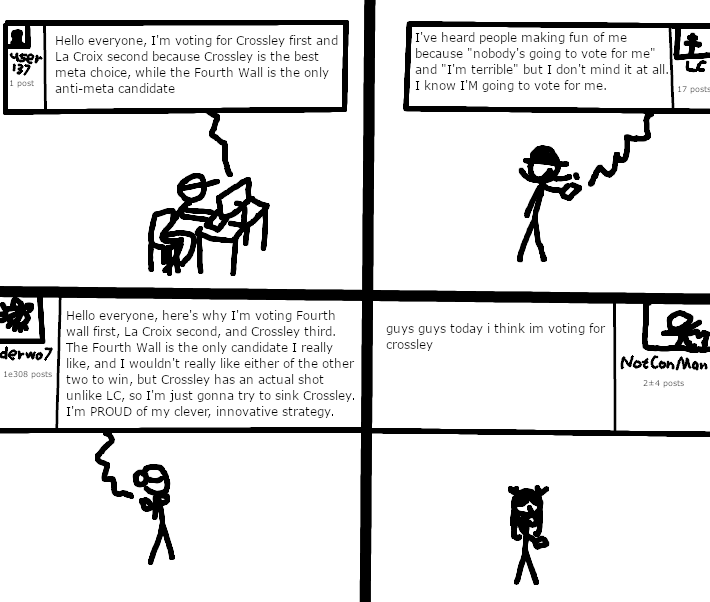 Hello everyone, I'm voting for Crossley first and
La Croix second because Crossley is the best
meta choice, while the Fourth Wall is the only
anti-meta candidate
user
137
1 post
I've heard people making fun of me
because "nobody's going to vote for me"
and "I'm terrible" but I don't mind it at all.
I know I'M going to vote for me.
LC
17 posts
Hello everyone, here's why I'm voting Fourth
wall first, La Croix second, and Crossley third.
The Fourth Wall is the only candidate I really
like, and I wouldn't really like either of the other
two to win, but Crossley has an actual shot
unlike LC, so I'm just gonna try to sink Crossley.
I'm PROUD of my clever, innovative strategy.
derwo7
1e308 posts
guys guys today i think im voting for
crossley
NotConMan
2±4 posts